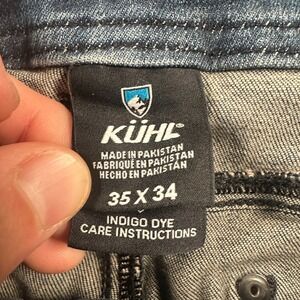 KÜHL
MADE IN PAKISTAN
FABRIQUÉ EN PAKISTAN
HECHO EN PAKISTAN
35 X 34
INDIGO DYE
CARE INSTRUCTIONS